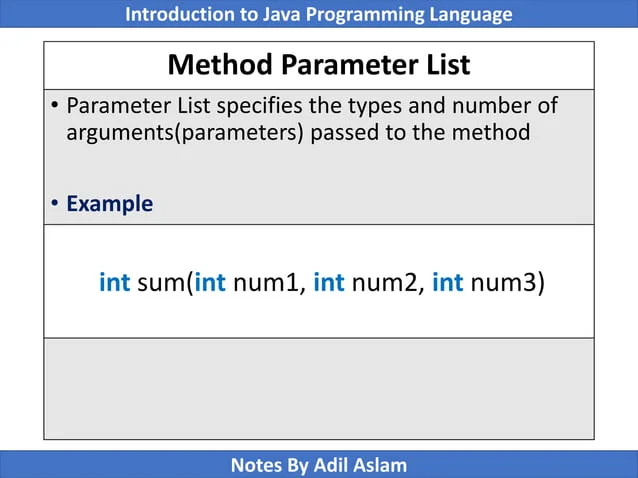 Introduction to Java Programming Language
Method Parameter List
• Parameter List specifies the types and number of
arguments(parameters) passed to the method
• Example
int sum(int num1, int num2, int num3)
Notes By Adil Aslam